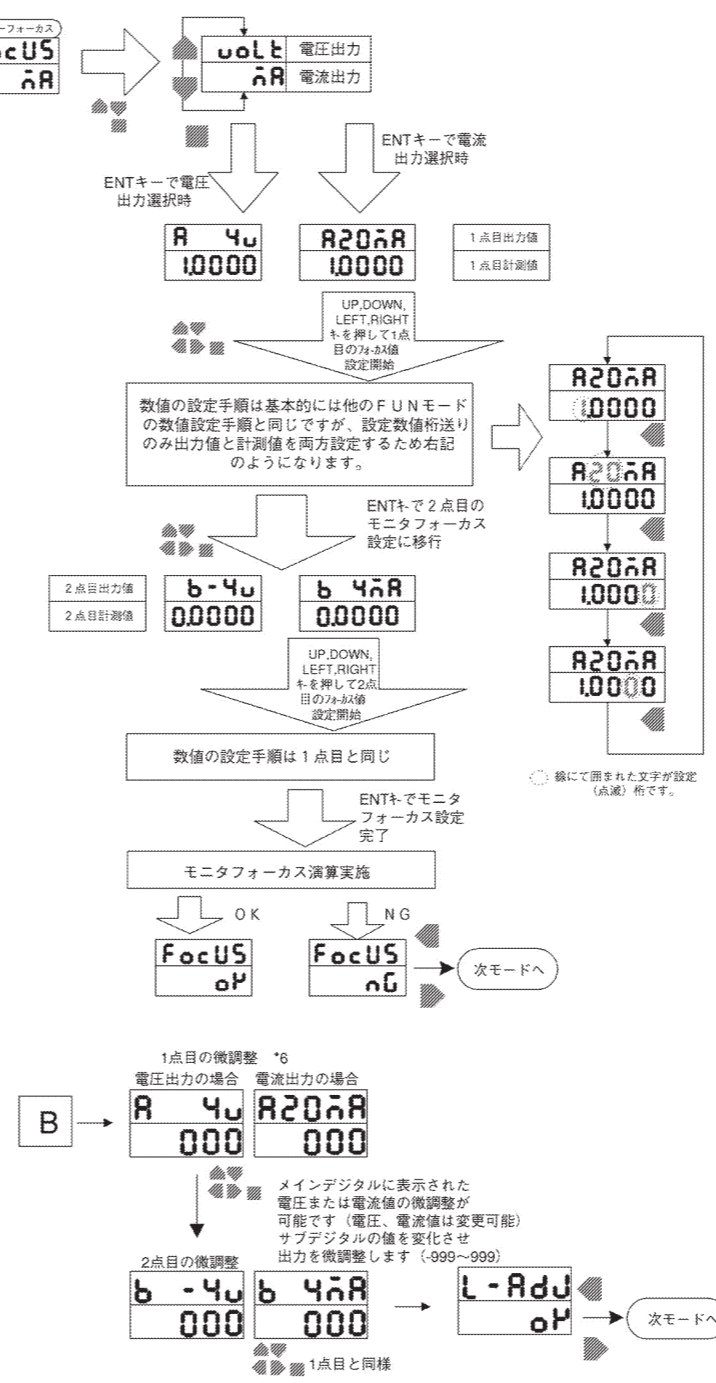 ーフォーカス
cUS
mA
volt 電圧出力
mA 電流出力
ENTキーで電圧
出力選択時
ENTキーで電流
出力選択時
A 4v
1.0000
A20mA
1.0000
1点目出力値
1点目計測値
UP,DOWN,
LEFT,RIGHT
キーを押して1点
目のフォーカス値
設定開始
数値の設定手順は基本的には他のＦＵＮモード
の数値設定手順と同じですが、設定数値桁送り
のみ出力値と計測値を両方設定するため右記
のようになります。
A20mA
1.0000
A20mA
1.0000
A20mA
1.0000
A20mA
1.0000
線にて囲まれた文字が設定
（点滅）桁です。
ENTキーで２点目の
モニタフォーカス
設定に移行
2点目出力値
2点目計測値
b-4v
0.0000
b 4mA
0.0000
UP,DOWN,
LEFT,RIGHT
キーを押して2点
目のフォーカス値
設定開始
数値の設定手順は１点目と同じ
ENTキーでモニタ
フォーカス設定
完了
モニタフォーカス演算実施
OK
NG
FocUS
oK
FocUS
nG
次モードへ
1点目の微調整 *6
電圧出力の場合 電流出力の場合
B
A 4v
000
A20mA
000
メインデジタルに表示された
電圧または電流値の微調整が
可能です（電圧、電流値は変更可能）
サブデジタルの値を変化させ
出力を微調整します（-999～999）
2点目の微調整
b -4v
000
b 4mA
000
L-AdJ
oK
次モードへ
1点目と同様